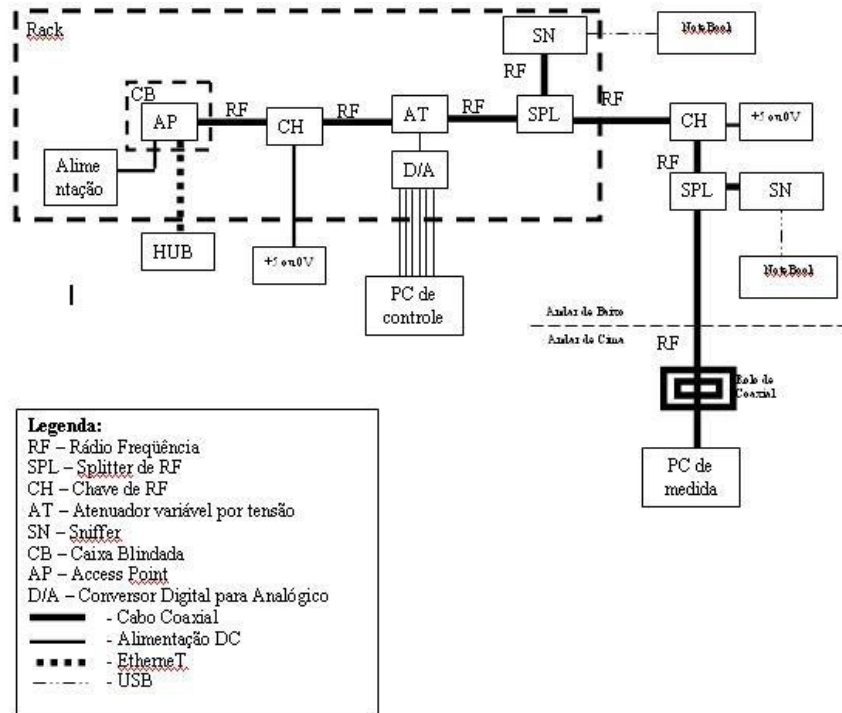 Rack
SN
NoteBool
RF
CB
AP
RF
CH
RF
AT
RF
SPL
RF
CH
+5 ou 0V
Alime
ntação
D/A
RF
SPL
SN
HUB
+5 ou 0V
PC de
controle
NoteBool
Andar de Baixo
Andar de Cima
RF
Rolo de
Coaxial
PC de
medida
Legenda:
RF – Rádio Freqüência
SPL – Splitter de RF
CH – Chave de RF
AT – Atenuador variável por tensão
SN – Sniffer
CB – Caixa Blindada
AP – Access Point
D/A – Conversor Digital para Analógico
- Cabo Coaxial
- Alimentação DC
- EtherneT
- USB